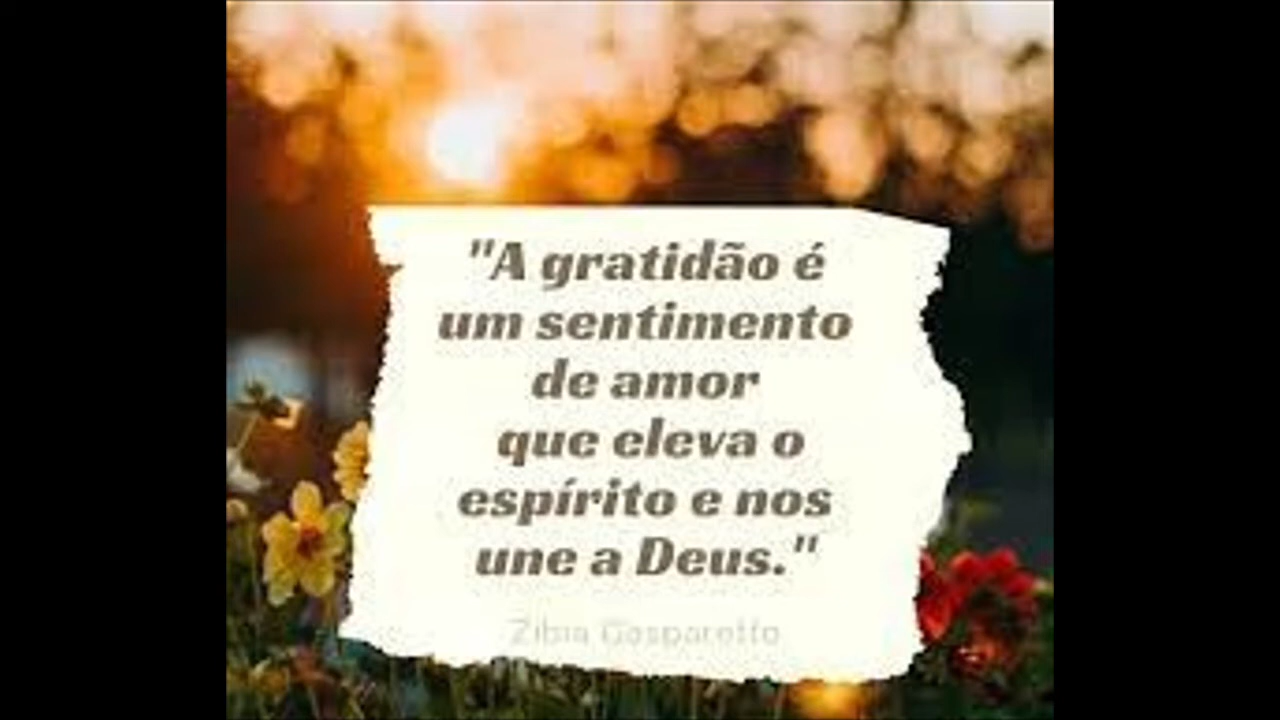 "A gratidão é
um sentimento
de amor
que eleva o
espírito e nos
une a Deus."
Zibia Gasparetto